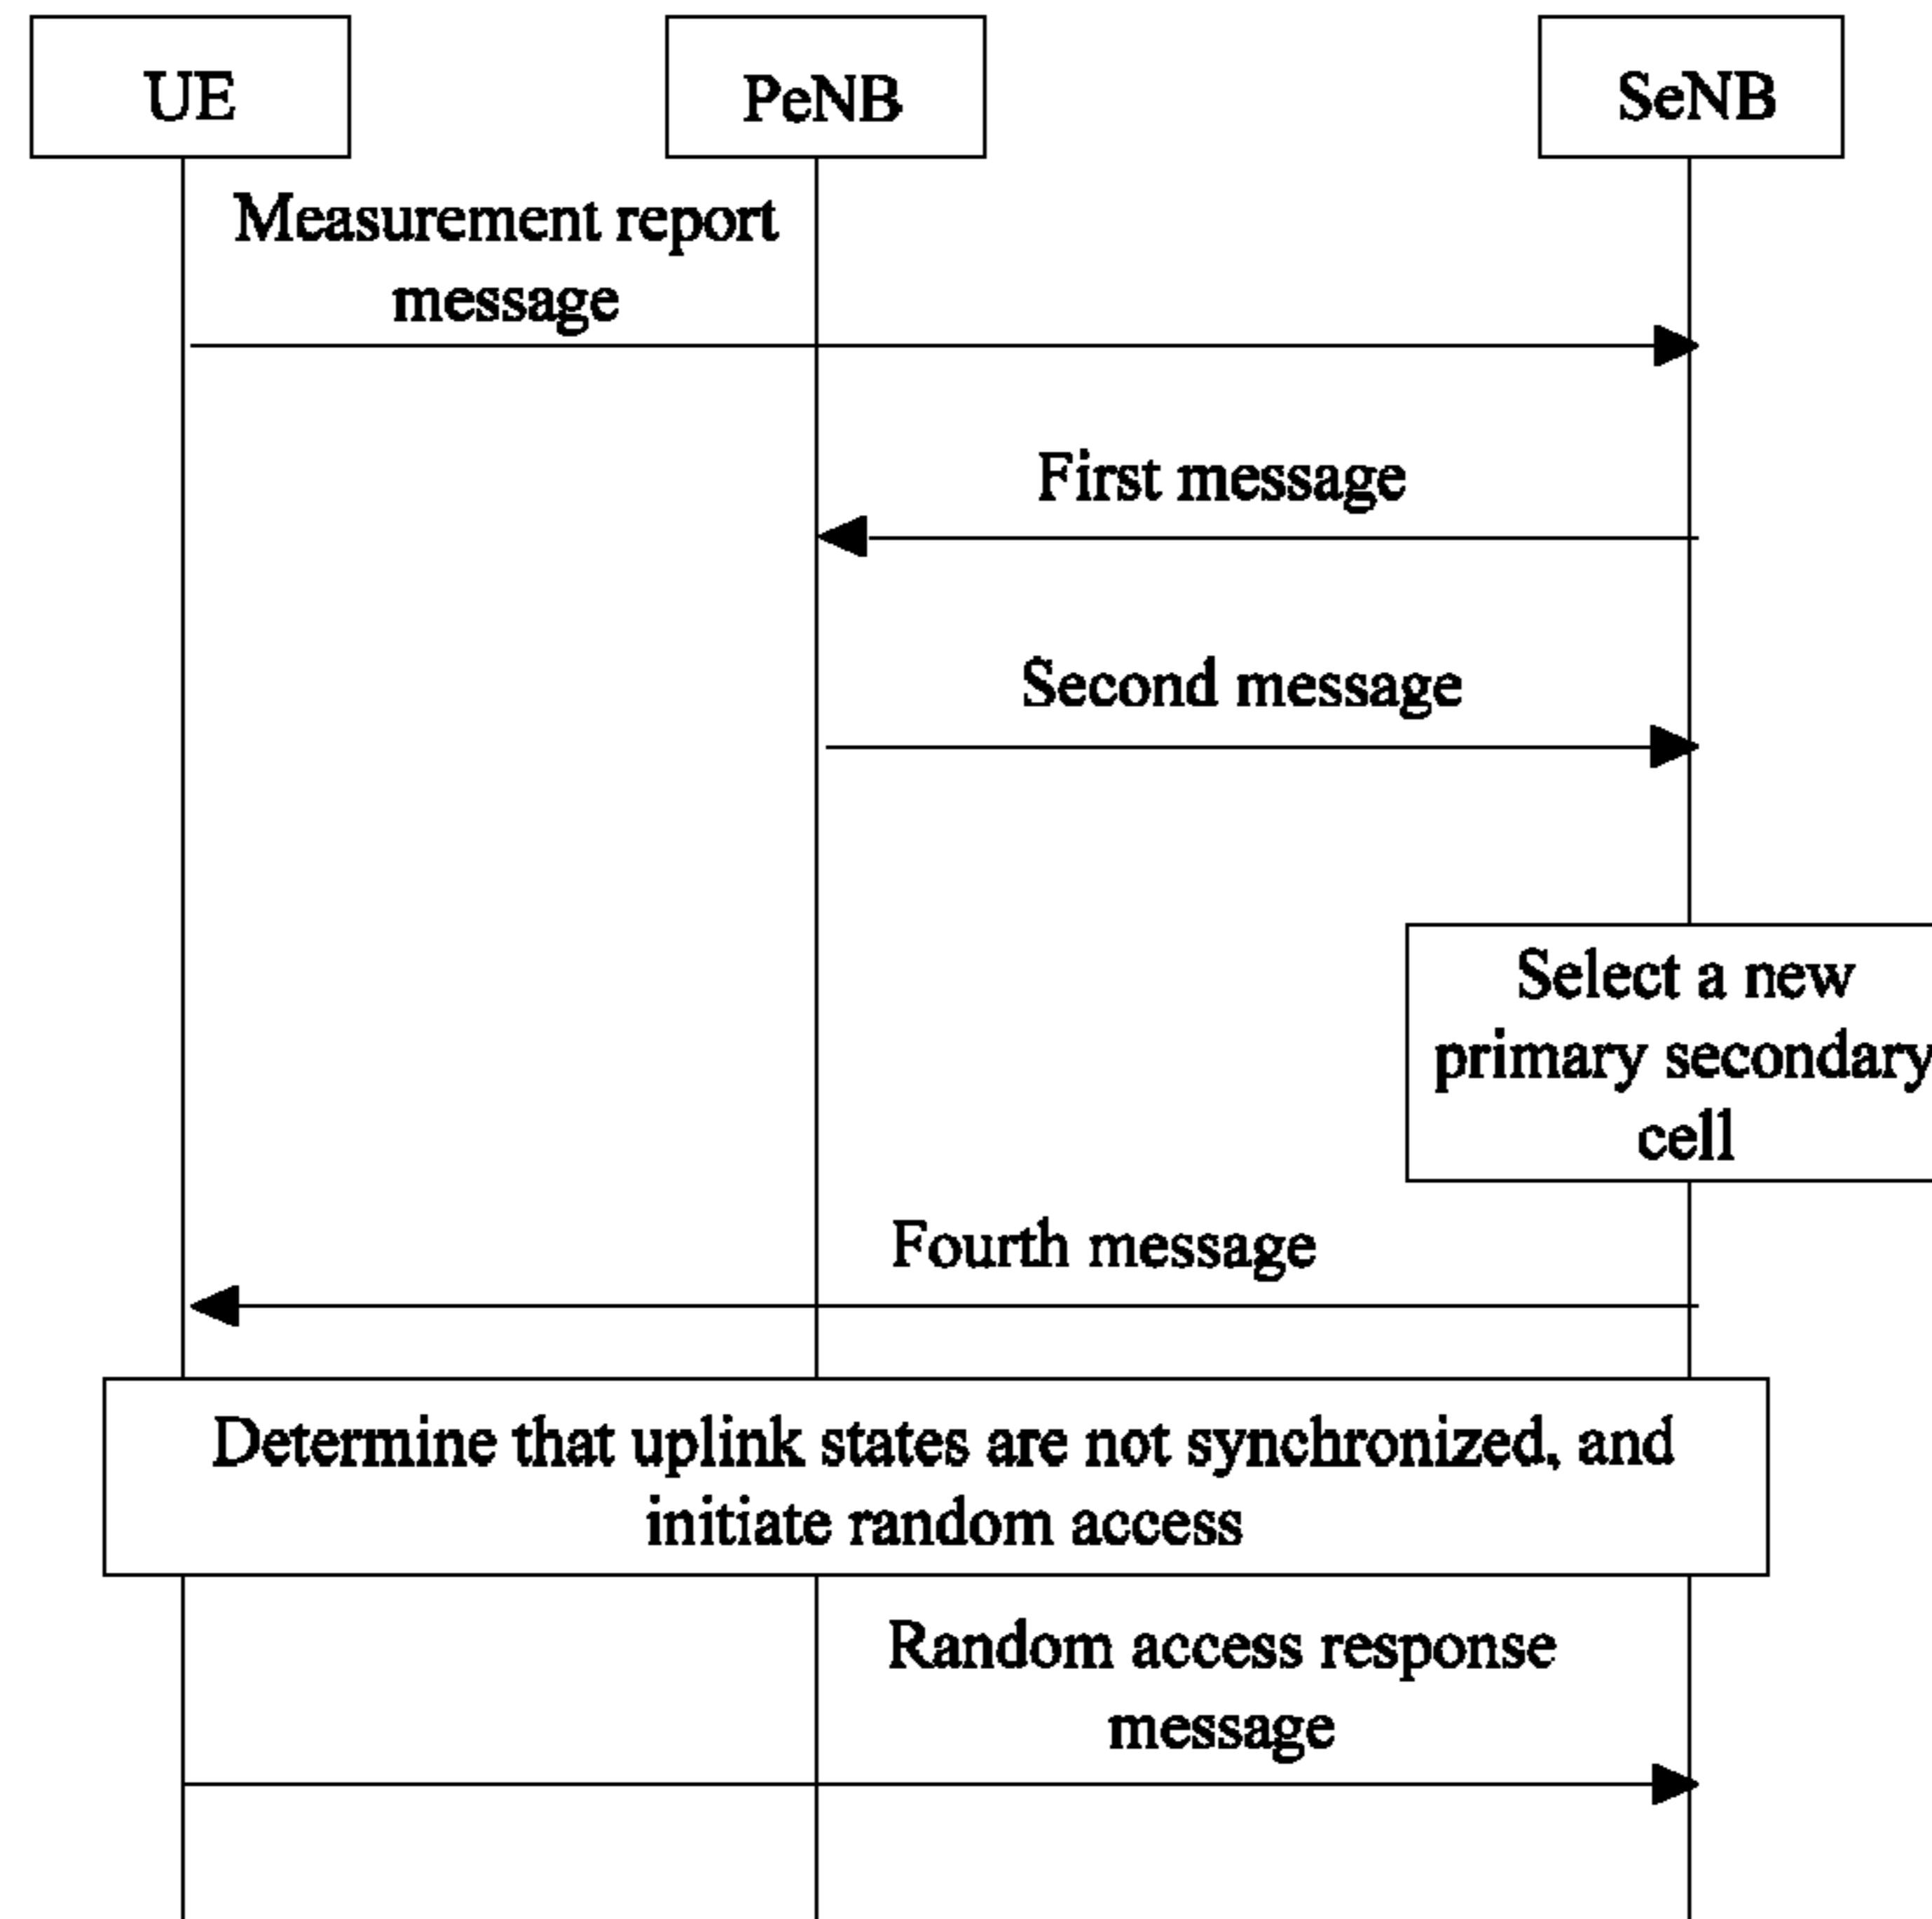 UE
PeNB
SeNB
Measurement report
message
First message
Second message
Select a new
primary secondary
cell
Fourth message
Determine that uplink states are not synchronized, and
initiate random access
Random access response
message